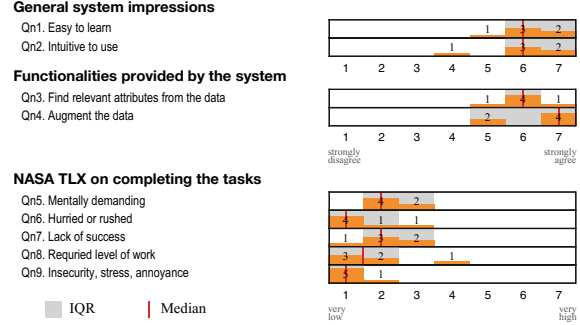 General system impressions
Qn1. Easy to learn 1 3 2
Qn2. Intuitive to use 1 3 2
1 2 3 4 5 6 7
Functionalities provided by the system
Qn3. Find relevant attributes from the data 1 4 1
Qn4. Augment the data 2 4
1 2 3 4 5 6 7
strongly disagree strongly agree
NASA TLX on completing the tasks
Qn5. Mentally demanding 4 2
Qn6. Hurried or rushed 4 1 1
Qn7. Lack of success 1 3 2
Qn8. Requried level of work 3 2 1
Qn9. Insecurity, stress, annoyance 5 1
1 2 3 4 5 6 7
very low very high
IQR Median